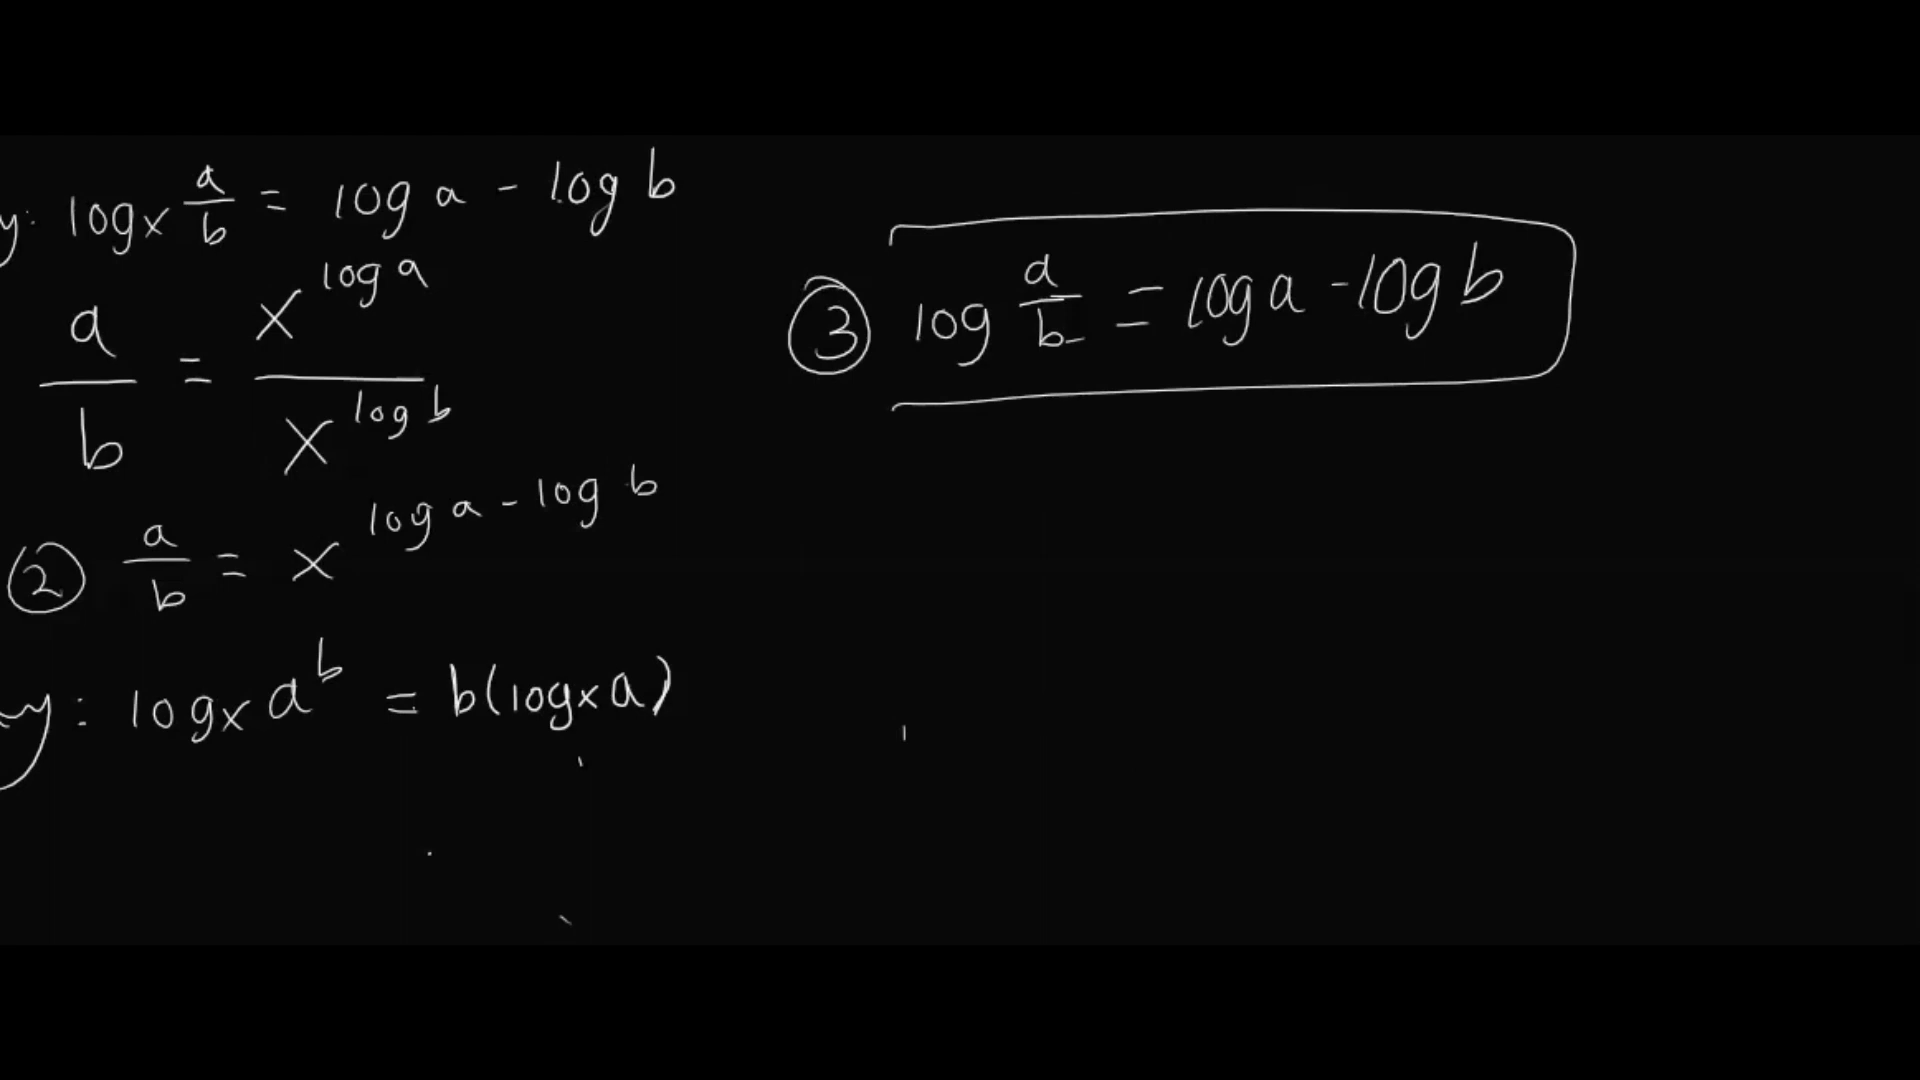 y: logₓ a/b = log a - log b
a/b = x^(log a) / x^(log b)
② a/b = x^(log a - log b)
y: logₓ a^b = b(logₓ a)
③ log a/b = log a - log b